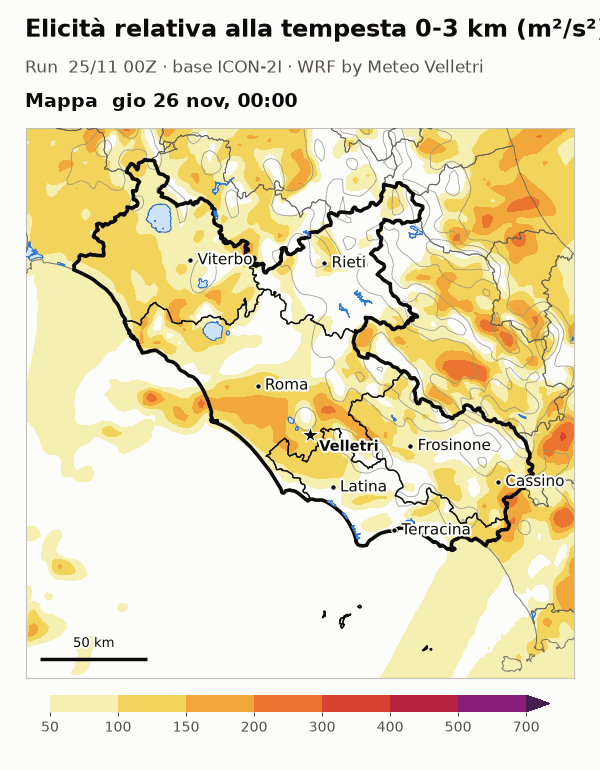 Elicità relativa alla tempesta 0-3 km (m²/s²)
Run 25/11 00Z · base ICON-2I · WRF by Meteo Velletri
Mappa gio 26 nov, 00:00
Viterbo
Rieti
Roma
Velletri
Frosinone
Cassino
Latina
Terracina
50 km
50 100 150 200 300 400 500 700